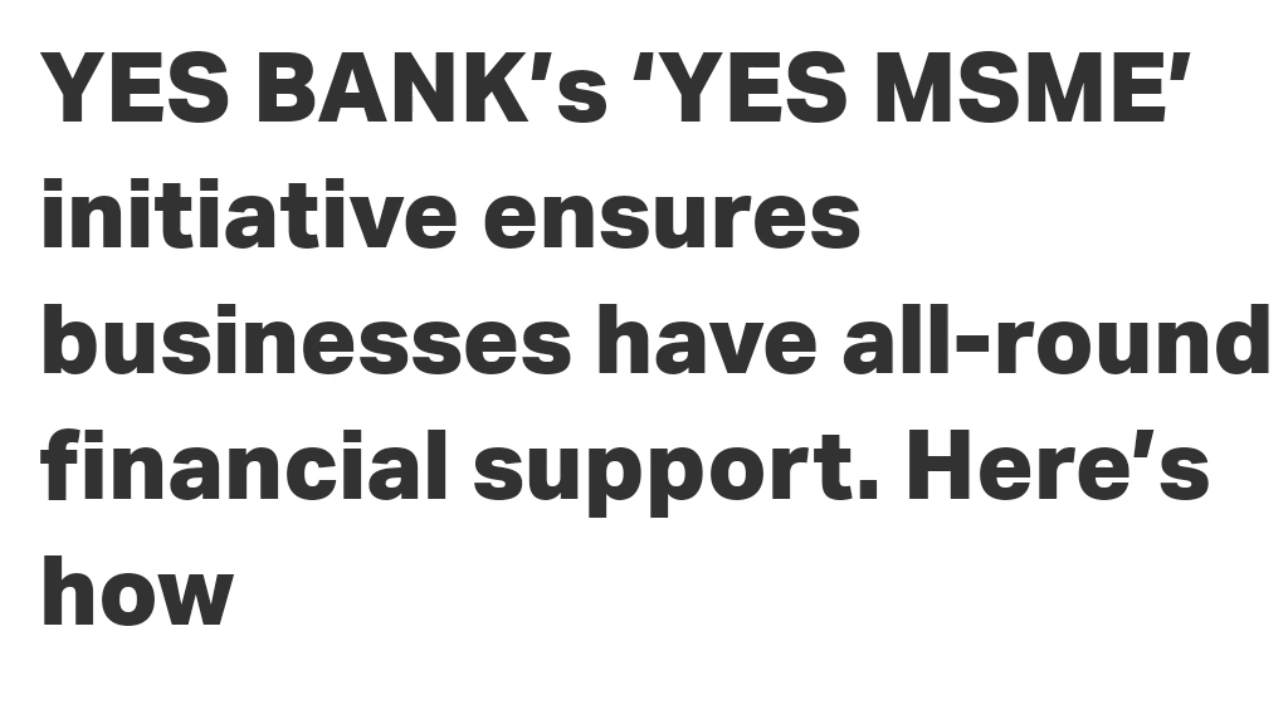 YES BANK’s ‘YES MSME’
initiative ensures
businesses have all-round
financial support. Here’s
how